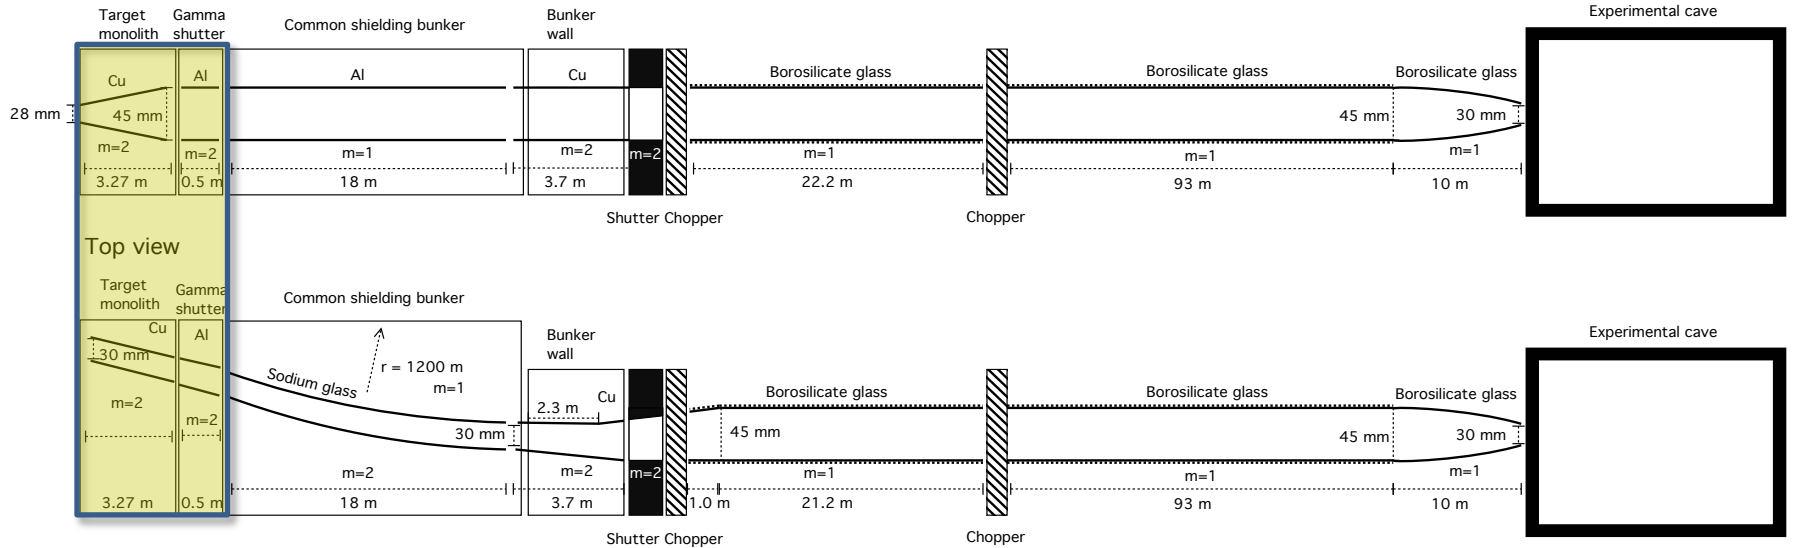 Target monolith
Gamma shutter
Common shielding bunker
Bunker wall
Experimental cave
Cu
Al
Al
Cu
Borosilicate glass
Borosilicate glass
Borosilicate glass
28 mm
45 mm
45 mm
30 mm
m=2
m=2
m=1
m=2
m=2
m=1
m=1
m=1
3.27 m
0.5 m
18 m
3.7 m
22.2 m
93 m
10 m
Shutter
Chopper
Chopper
Top view
Target monolith
Gamma shutter
Common shielding bunker
Bunker wall
Experimental cave
Cu
Al
30 mm
Sodium glass
r = 1200 m
m=1
2.3 m
Cu
Borosilicate glass
Borosilicate glass
Borosilicate glass
30 mm
45 mm
45 mm
30 mm
m=2
m=2
m=2
m=2
m=2
m=1
m=1
m=1
3.27 m
0.5 m
18 m
3.7 m
1.0 m
21.2 m
93 m
10 m
Shutter
Chopper
Chopper